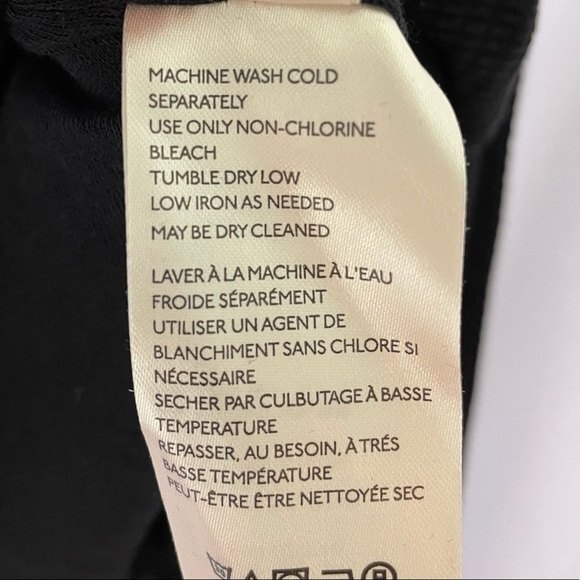 MACHINE WASH COLD
SEPARATELY
USE ONLY NON-CHLORINE
BLEACH
TUMBLE DRY LOW
LOW IRON AS NEEDED
MAY BE DRY CLEANED
LAVER À LA MACHINE À L'EAU
FROIDE SÉPARÉMENT
UTILISER UN AGENT DE
BLANCHIMENT SANS CHLORE SI
NÉCESSAIRE
SECHER PAR CULBUTAGE À BASSE
TEMPERATURE
REPASSER, AU BESOIN, À TRÉS
BASSE TEMPÉRATURE
PEUT-ÊTRE ÊTRE NETTOYÉE SEC